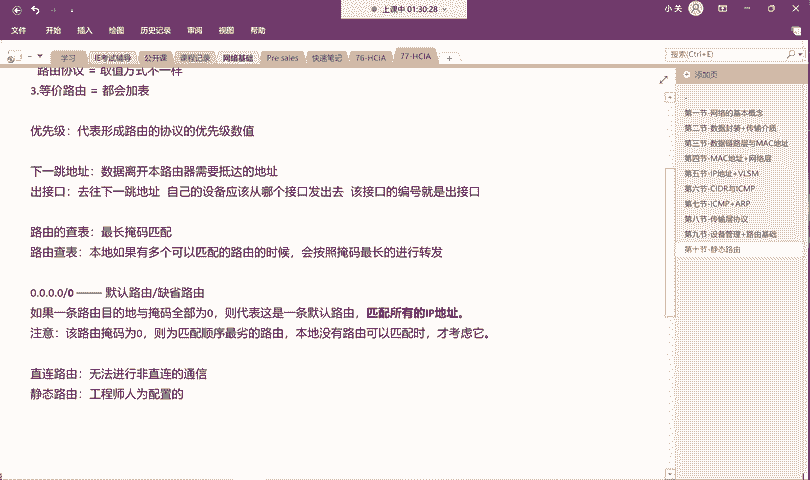 上课中 01:30:28
小 关
文件 开始 插入 绘图 历史记录 审阅 视图 帮助
学习 IE考试辅导 公开课 课程记录 网络基础 Pre sales 快速笔记 76-HCIA 77-HCIA +
搜索(Ctrl+E)
路由协议 = 取值方式不一样
3.等价路由 = 都会加表
优先级：代表形成路由的协议的优先级数值
下一跳地址：数据离开本路由器需要抵达的地址
出接口：去往下一跳地址 自己的设备应该从哪个接口发出去 该接口的编号就是出接口
路由的查表：最长掩码匹配
路由查表：本地如果有多个可以匹配的路由的时候，会按照掩码最长的进行转发
0.0.0.0/0 ------- 默认路由/缺省路由
如果一条路由目的地与掩码全部为0，则代表这是一条默认路由，匹配所有的IP地址。
注意：该路由掩码为0，则为匹配顺序最劣的路由，本地没有路由可以匹配时，才考虑它。
直连路由：无法进行非直连的通信
静态路由：工程师人为配置的
添加页
第一节-网络的基本概念
第二节-数据封装+传输介质
第三节-数据链路层与MAC地址
第四节-MAC地址+网络层
第五节-IP地址+VLSM
第六节-CIDR与ICMP
第七节-ICMP+ARP
第八节-传输层协议
第九节-设备管理+路由基础
第十节-静态路由